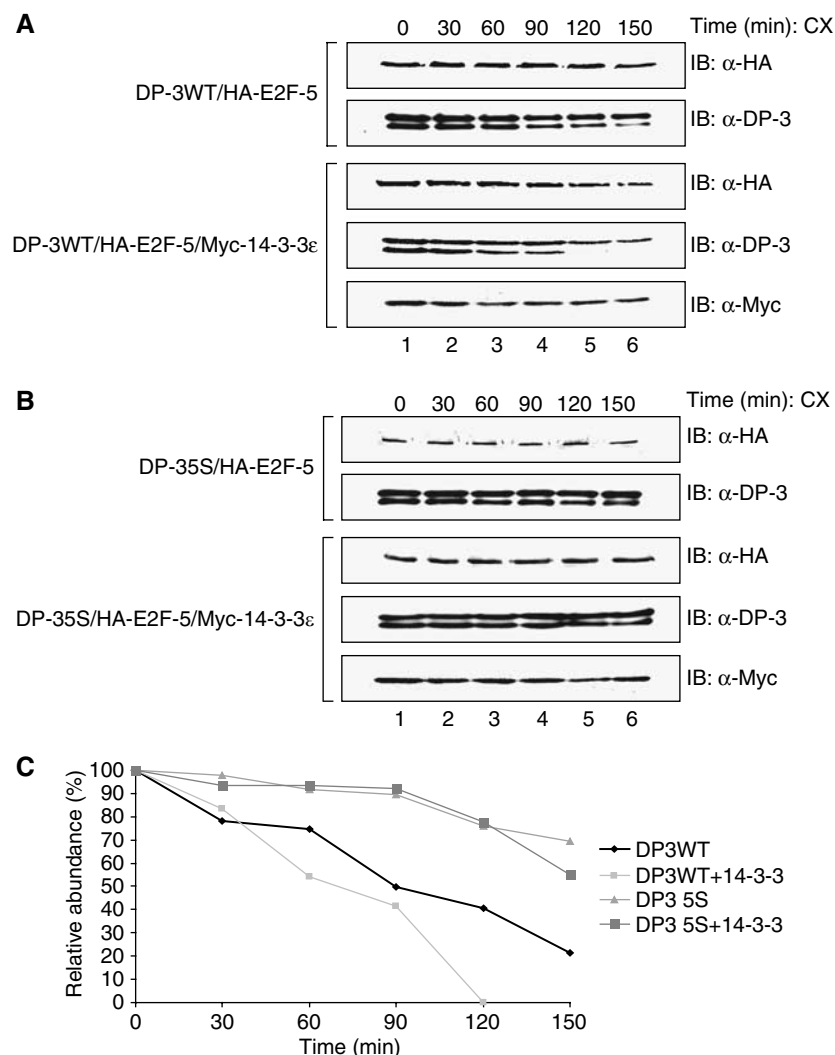 A
0 30 60 90 120 150 Time (min): CX
DP-3WT/HA-E2F-5
IB: α-HA
IB: α-DP-3
DP-3WT/HA-E2F-5/Myc-14-3-3ε
IB: α-HA
IB: α-DP-3
IB: α-Myc
1 2 3 4 5 6
B
0 30 60 90 120 150 Time (min): CX
DP-35S/HA-E2F-5
IB: α-HA
IB: α-DP-3
DP-35S/HA-E2F-5/Myc-14-3-3ε
IB: α-HA
IB: α-DP-3
IB: α-Myc
1 2 3 4 5 6
C
Relative abundance (%)
100
90
80
70
60
50
40
30
20
10
0
0 30 60 90 120 150
Time (min)
DP3WT
DP3WT+14-3-3
DP3 5S
DP3 5S+14-3-3